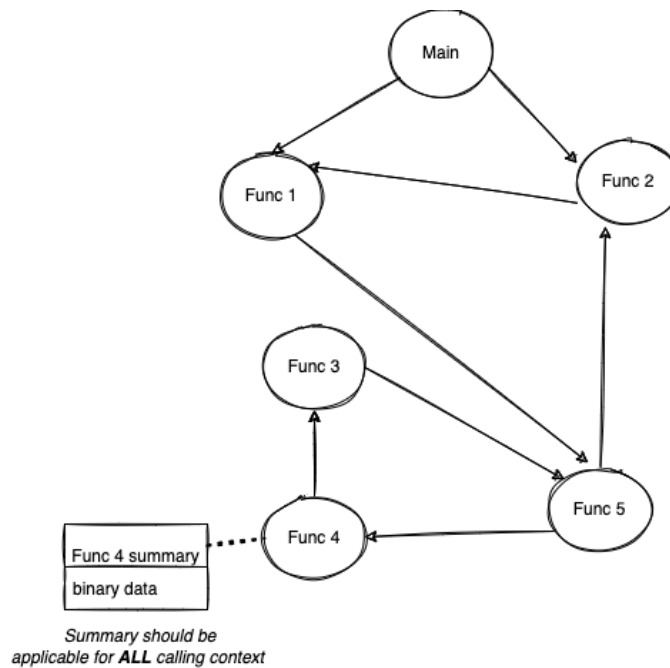 Main
Func 1
Func 2
Func 3
Func 5
Func 4
Func 4 summary
binary data
Summary should be
applicable for ALL calling context